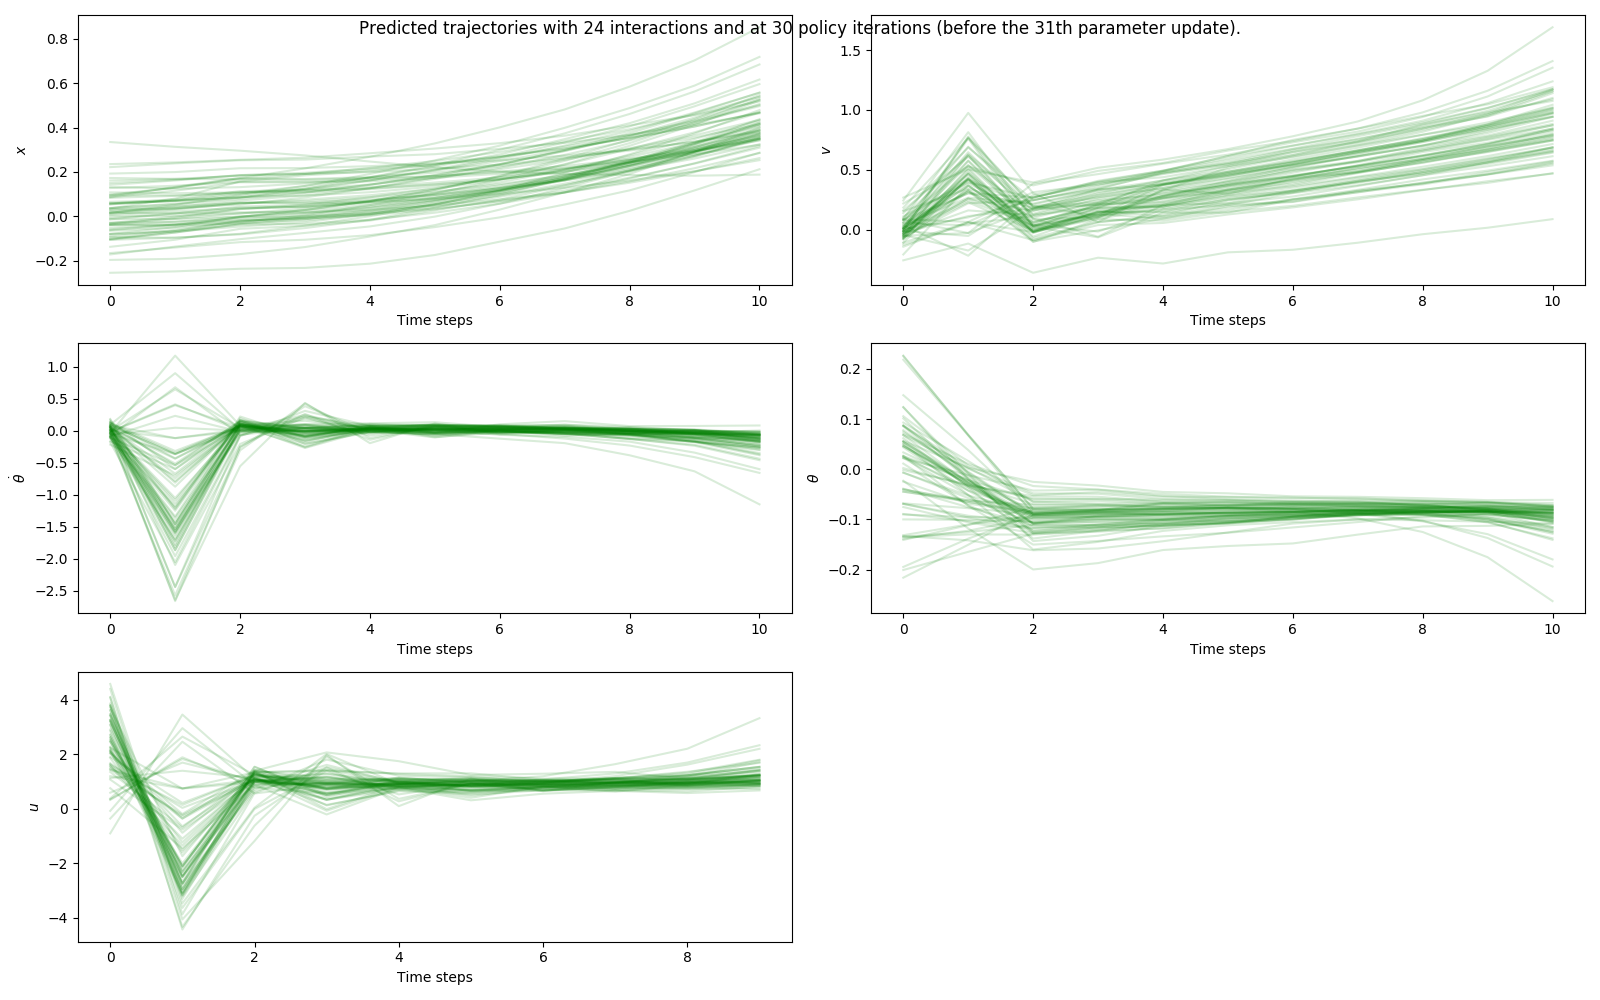 Predicted trajectories with 24 interactions and at 30 policy iterations (before the 31th parameter update).
0.8
0.6
0.4
0.2
0.0
−0.2
x
0 2 4 6 8 10
Time steps
1.5
1.0
0.5
0.0
v
0 2 4 6 8 10
Time steps
1.0
0.5
0.0
−0.5
−1.0
−1.5
−2.0
−2.5
θ̇
0 2 4 6 8 10
Time steps
0.2
0.1
0.0
−0.1
−0.2
θ
0 2 4 6 8 10
Time steps
4
2
0
−2
−4
u
0 2 4 6 8
Time steps